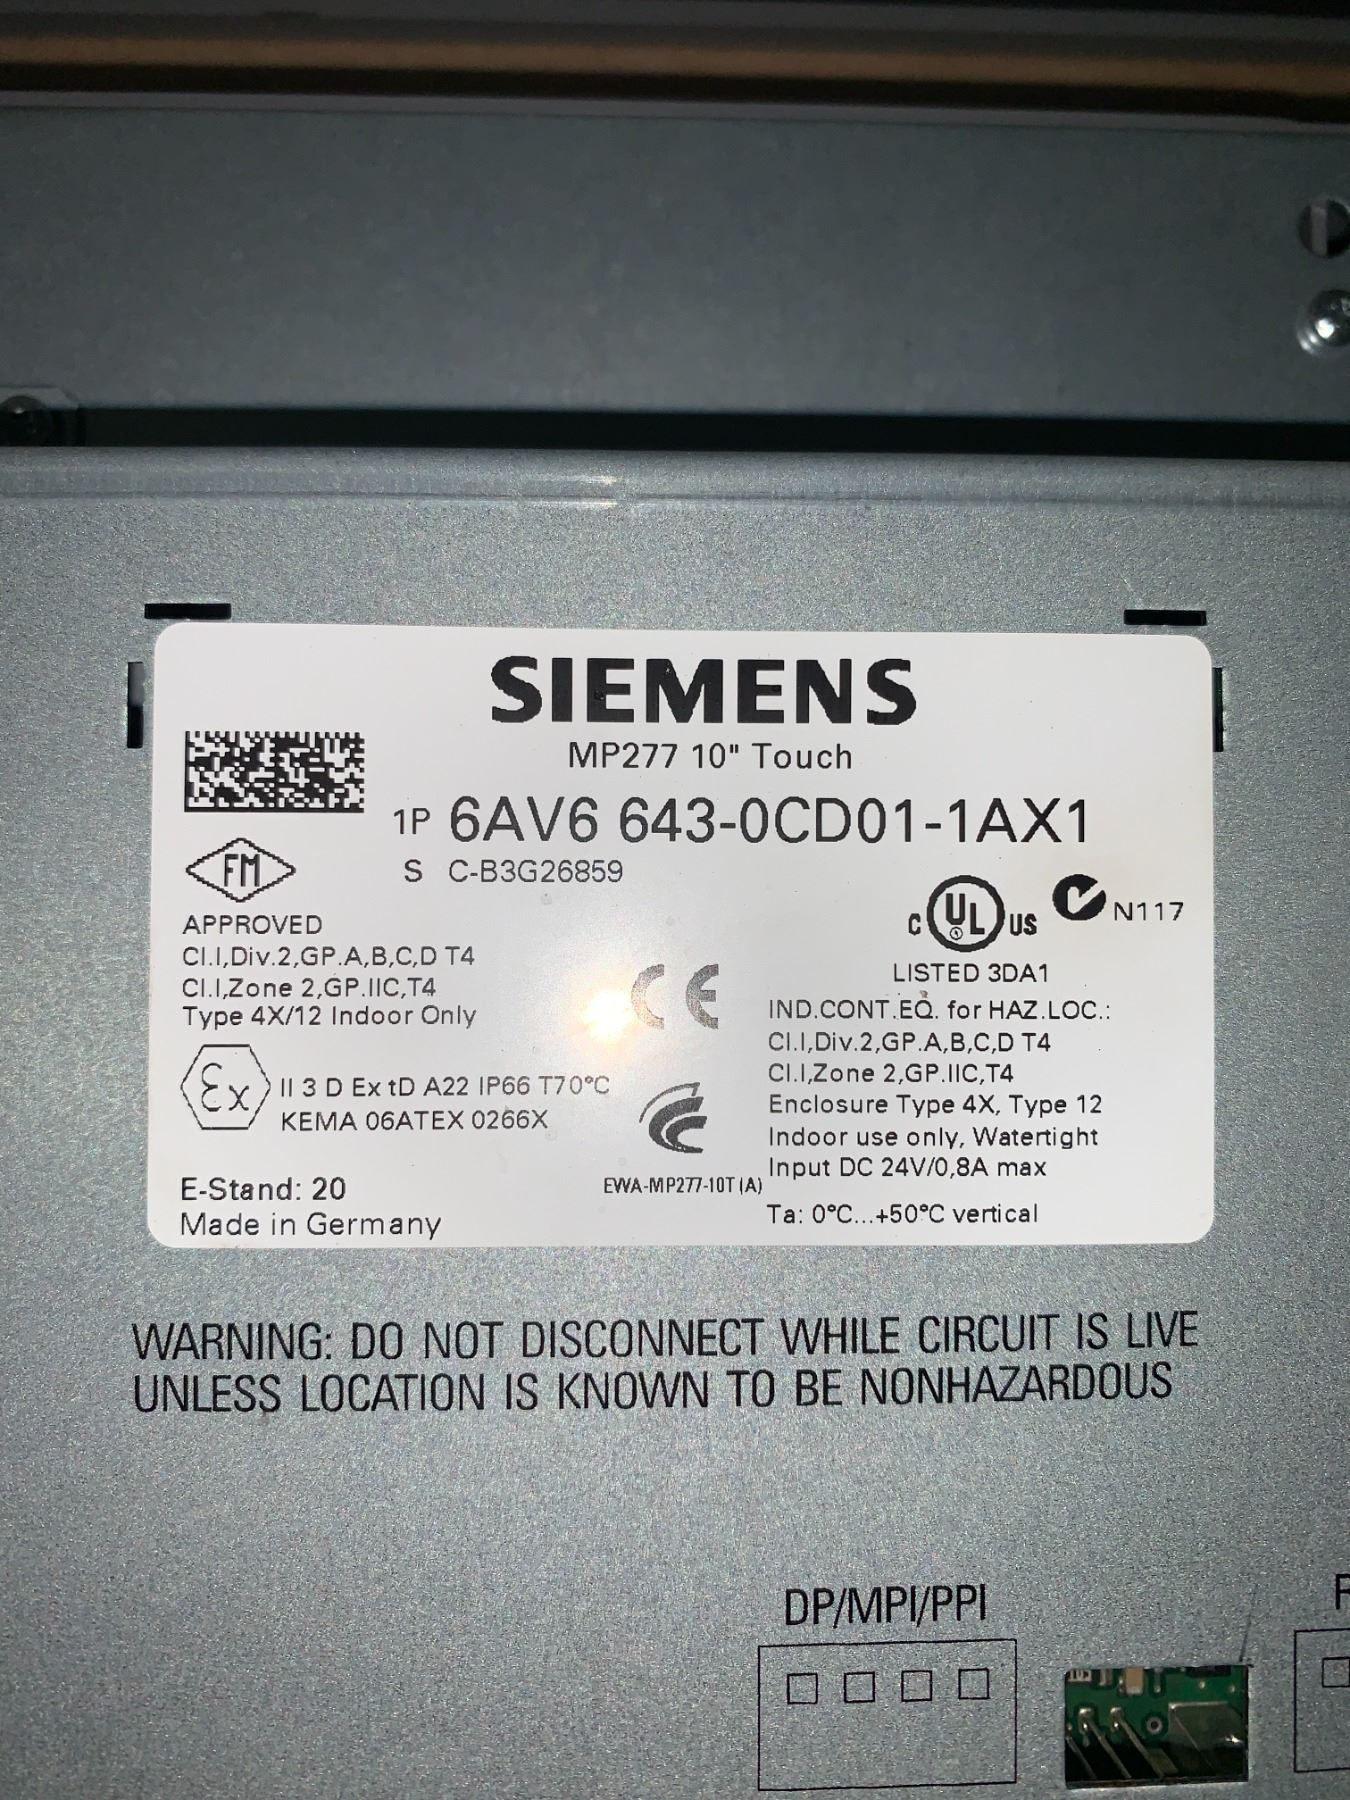 SIEMENS
MP277 10" Touch
1P 6AV6 643-0CD01-1AX1
S C-B3G26859
FM
APPROVED
Cl.I,Div.2,GP.A,B,C,D T4
Cl.I,Zone 2,GP.IIC,T4
Type 4X/12 Indoor Only
Ex II 3 D Ex tD A22 IP66 T70°C
KEMA 06ATEX 0266X
E-Stand: 20
Made in Germany
CE
EWA-MP277-10T (A)
C UL US N117
LISTED 3DA1
IND.CONT.EQ. for HAZ.LOC.:
Cl.I,Div.2,GP.A,B,C,D T4
Cl.I,Zone 2,GP.IIC,T4
Enclosure Type 4X, Type 12
Indoor use only, Watertight
Input DC 24V/0,8A max
Ta: 0°C...+50°C vertical
WARNING: DO NOT DISCONNECT WHILE CIRCUIT IS LIVE
UNLESS LOCATION IS KNOWN TO BE NONHAZARDOUS
DP/MPI/PPI